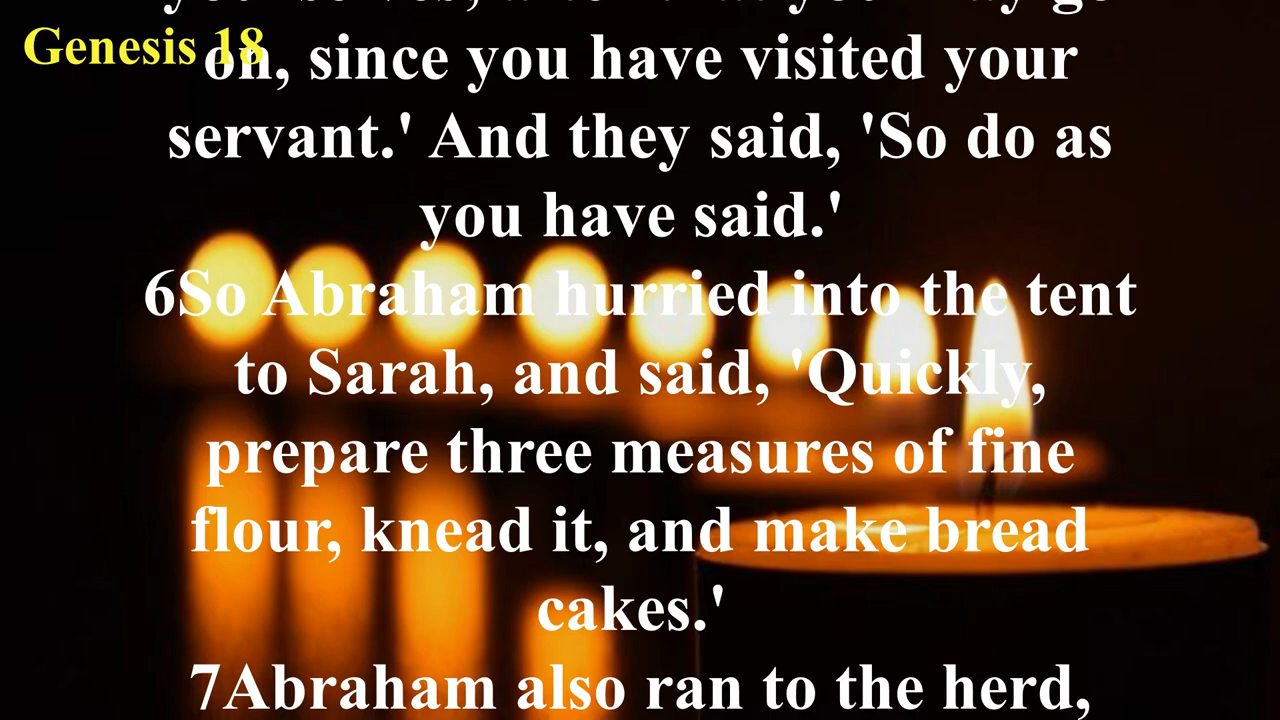 Genesis 18
on, since you have visited your
servant.' And they said, 'So do as
you have said.'
6So Abraham hurried into the tent
to Sarah, and said, 'Quickly,
prepare three measures of fine
flour, knead it, and make bread
cakes.'
7Abraham also ran to the herd,